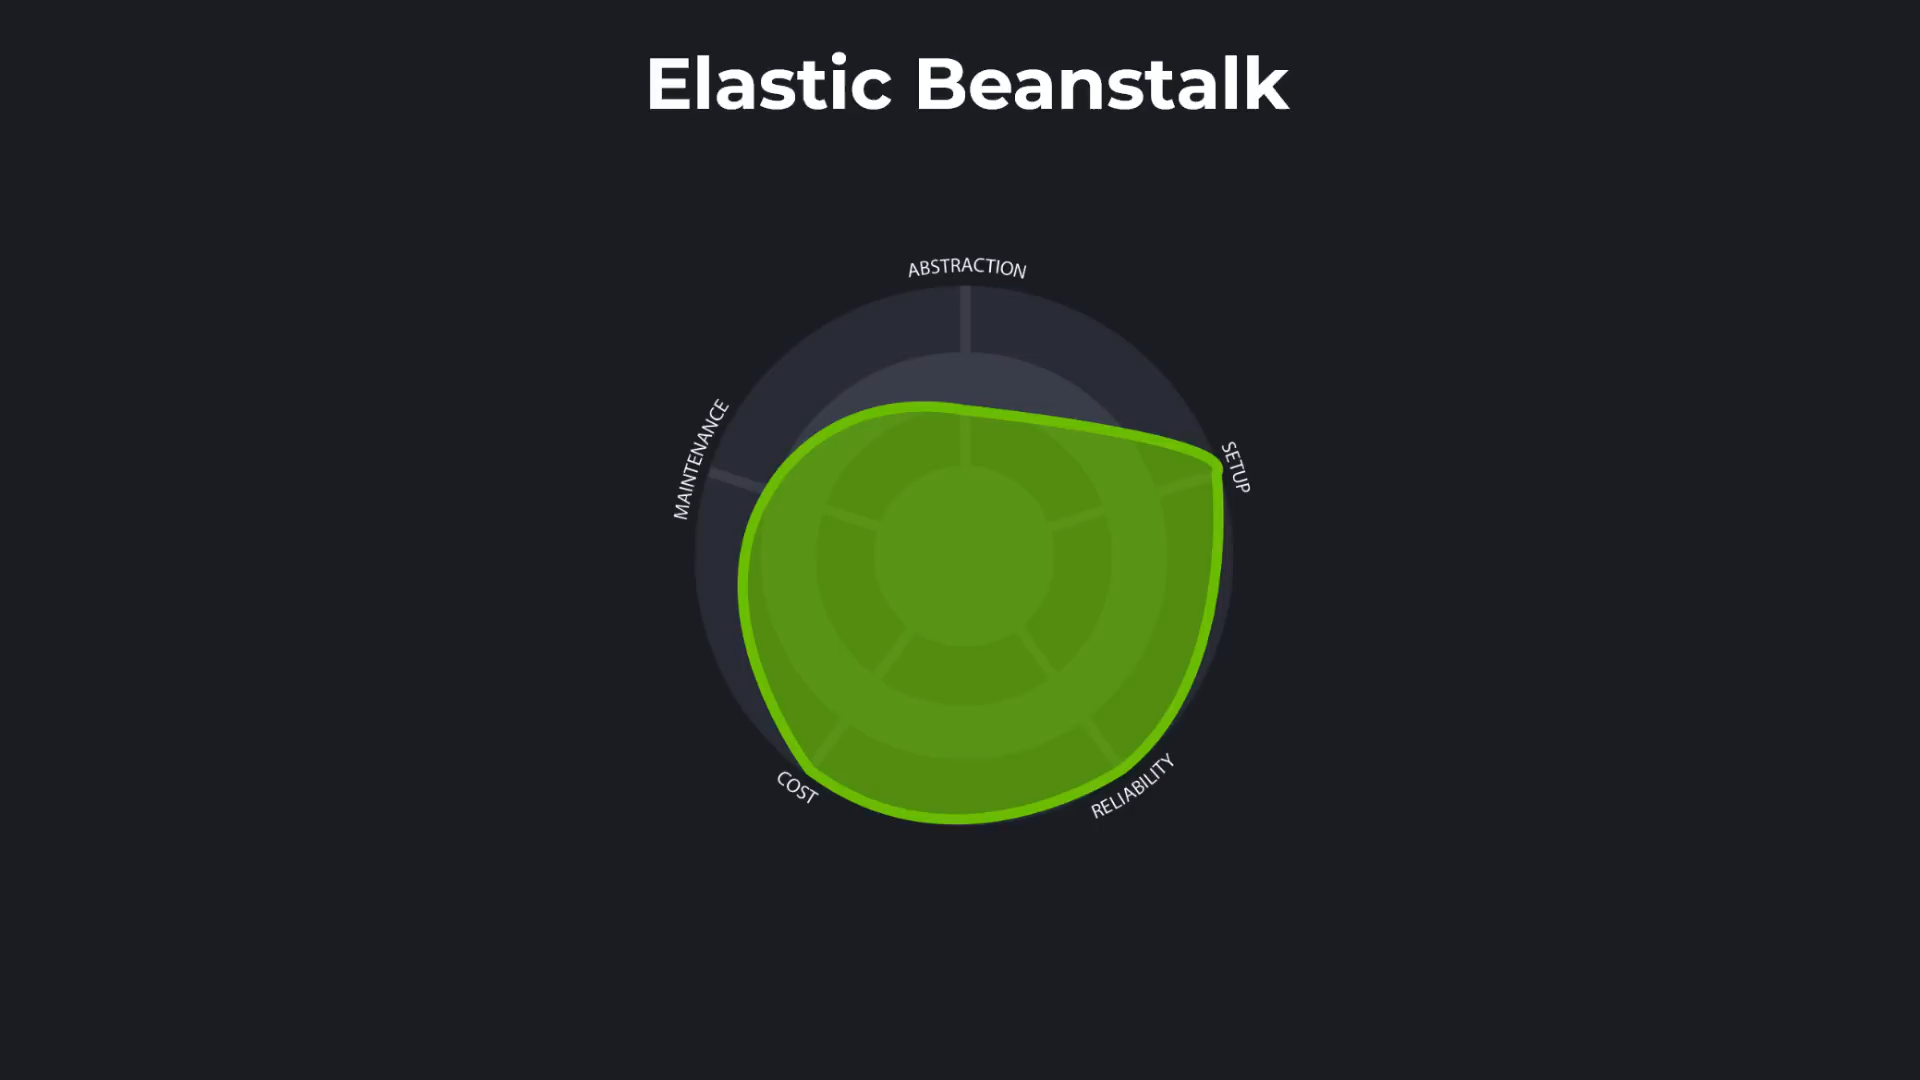 Elastic Beanstalk
ABSTRACTION
MAINTENANCE
SETUP
COST
RELIABILITY